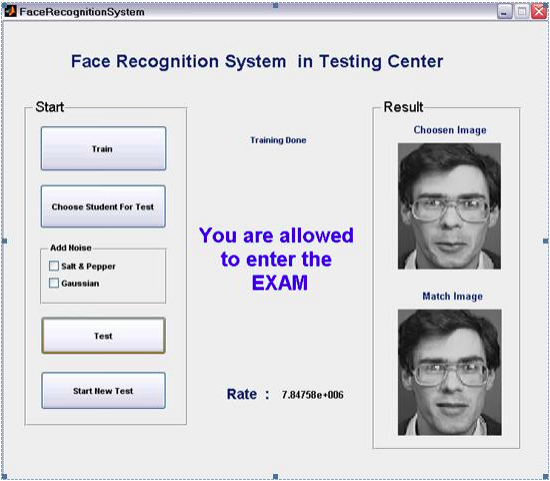 FaceRecognitionSystem
Face Recognition System in Testing Center
Start
Train
Choose Student For Test
Add Noise
Salt & Pepper
Gaussian
Test
Start New Test
Training Done
You are allowed
to enter the
EXAM
Rate : 7.84758e+006
Result
Choosen Image
Match Image